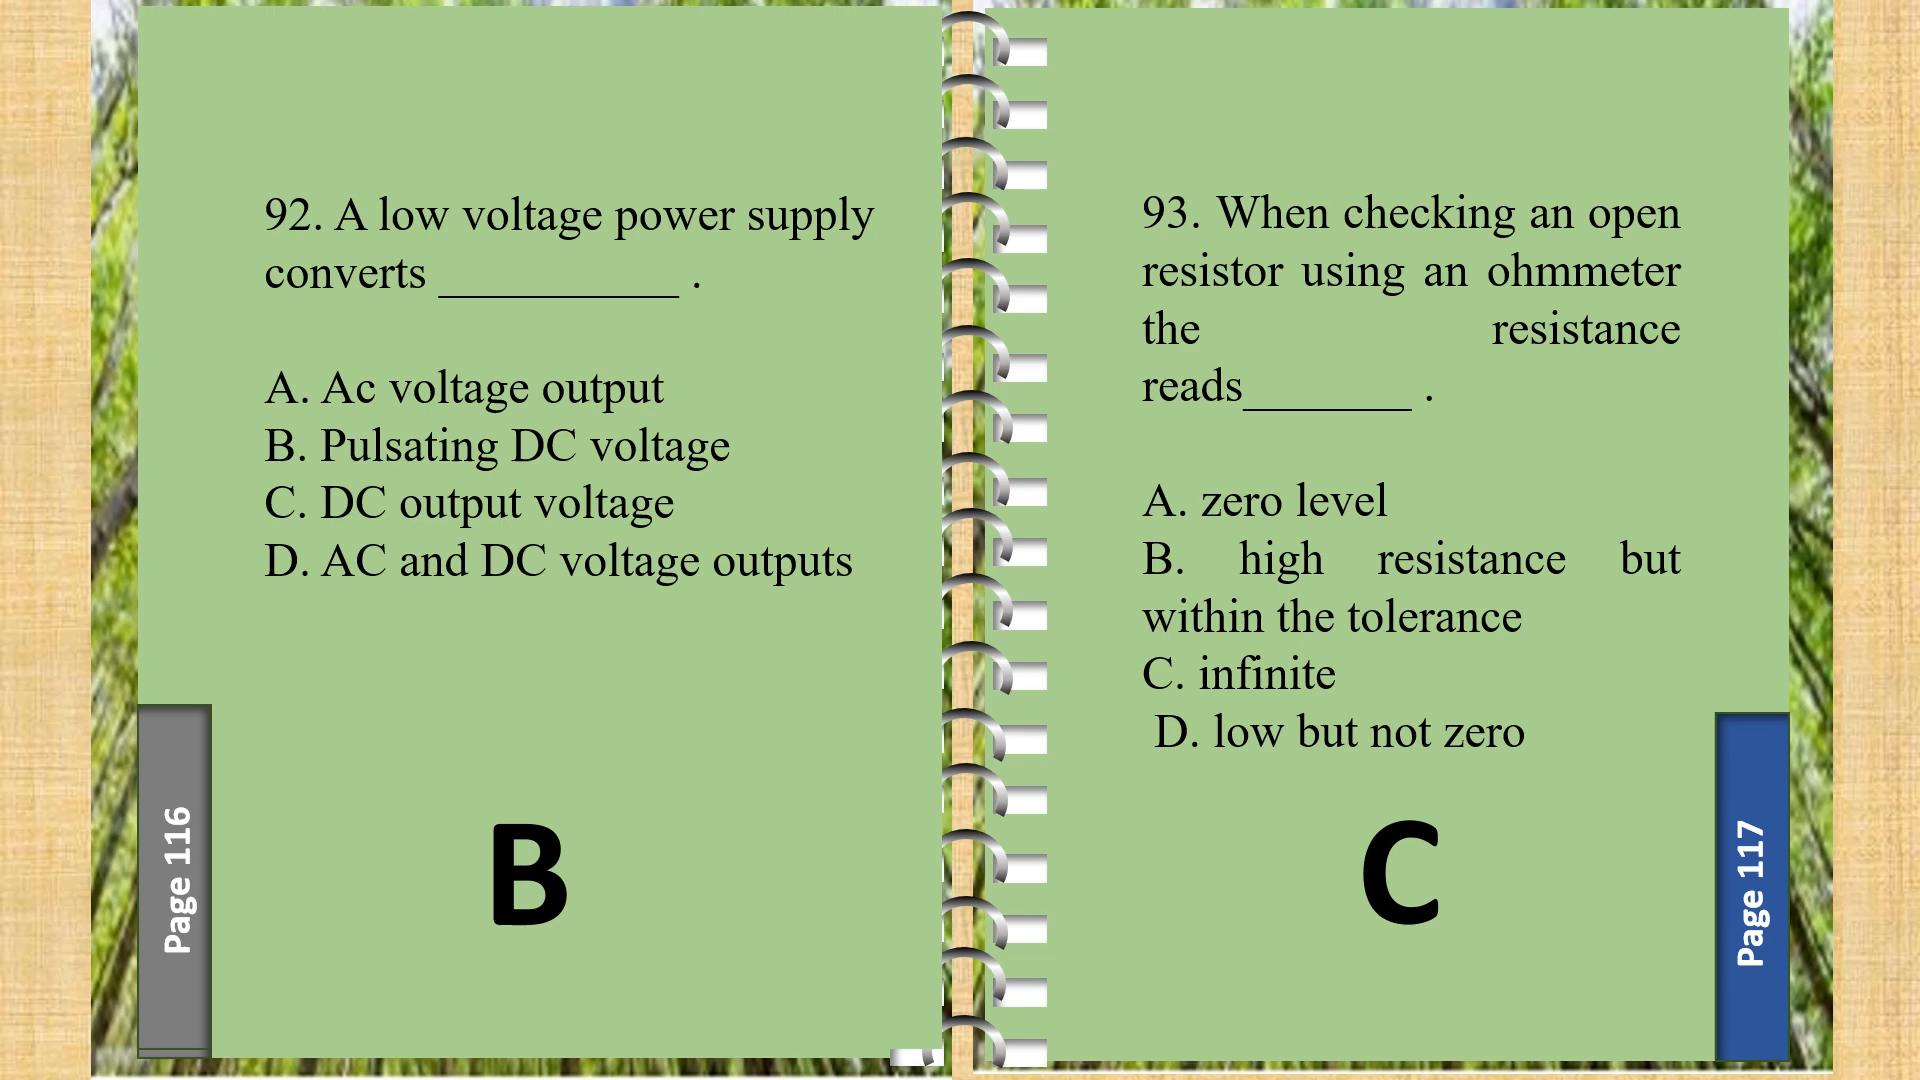 92. A low voltage power supply
converts __________ .
A. Ac voltage output
B. Pulsating DC voltage
C. DC output voltage
D. AC and DC voltage outputs
B
Page 116
93. When checking an open
resistor using an ohmmeter
the resistance
reads_______ .
A. zero level
B. high resistance but
within the tolerance
C. infinite
D. low but not zero
C
Page 117